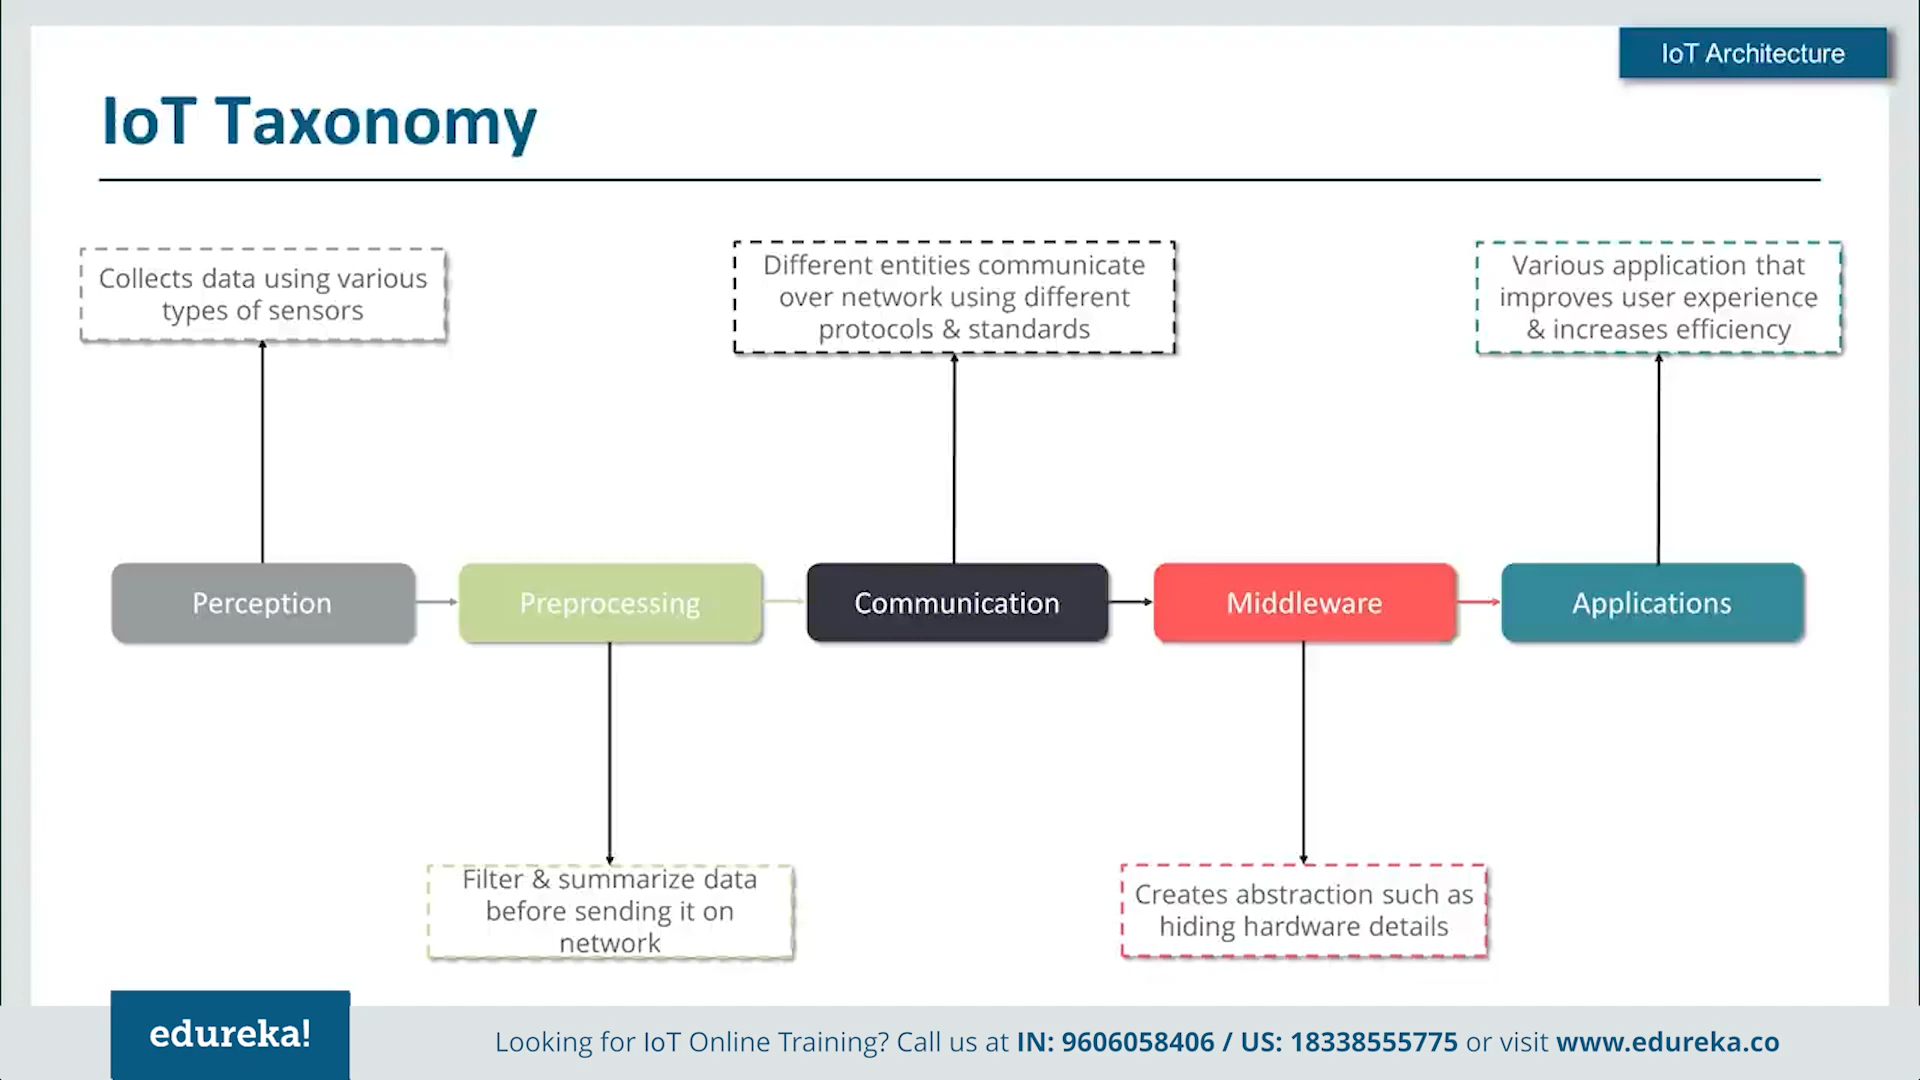 IoT Architecture
IoT Taxonomy
Collects data using various
types of sensors
Different entities communicate
over network using different
protocols & standards
Various application that
improves user experience
& increases efficiency
Perception
Preprocessing
Communication
Middleware
Applications
Filter & summarize data
before sending it on
network
Creates abstraction such as
hiding hardware details
edureka!
Looking for IoT Online Training? Call us at IN: 9606058406 / US: 18338555775 or visit www.edureka.co